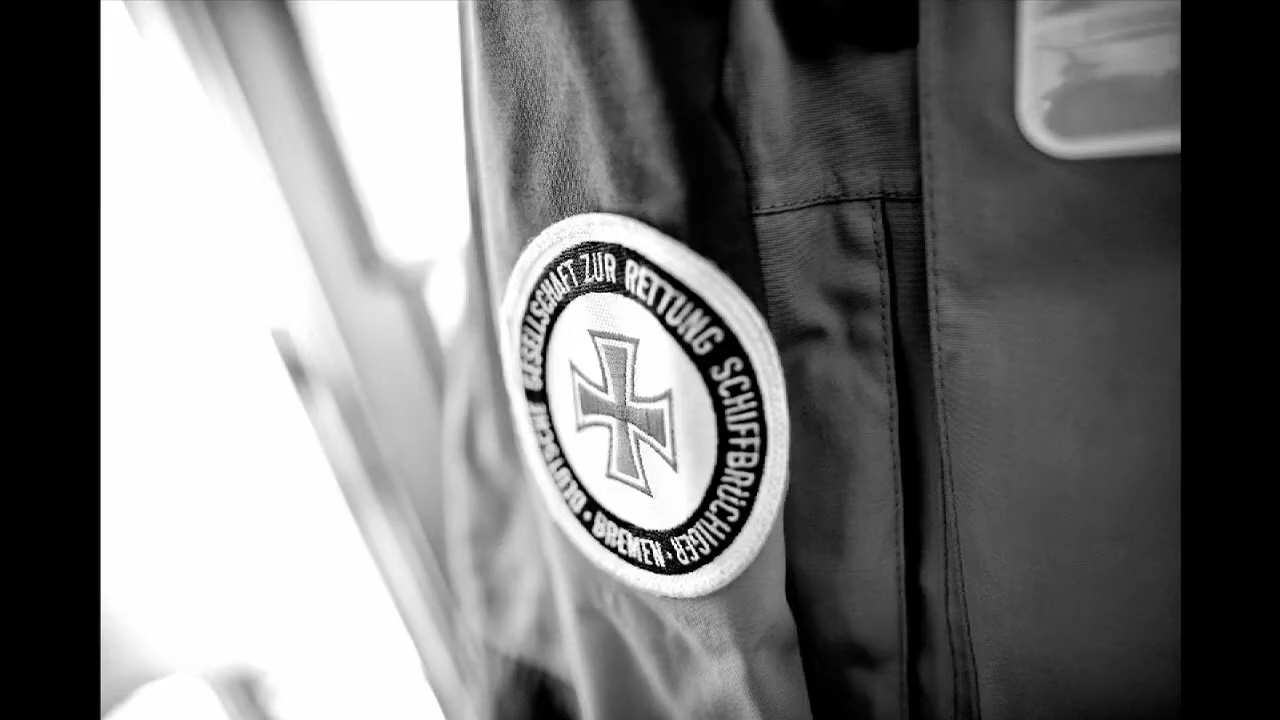 DEUTSCHE GESELLSCHAFT ZUR RETTUNG SCHIFFBRÜCHIGER
• BREMEN •